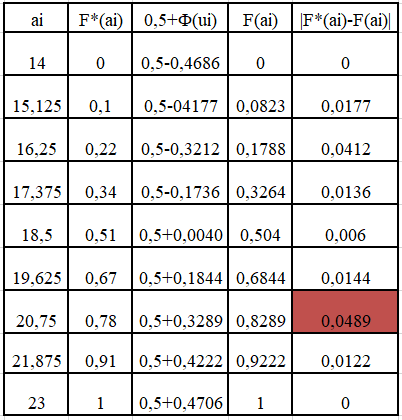 ai F*(ai) 0,5+Ф(ui) F(ai) |F*(ai)-F(ai)|
14 0 0,5-0,4686 0 0
15,125 0,1 0,5-04177 0,0823 0,0177
16,25 0,22 0,5-0,3212 0,1788 0,0412
17,375 0,34 0,5-0,1736 0,3264 0,0136
18,5 0,51 0,5+0,0040 0,504 0,006
19,625 0,67 0,5+0,1844 0,6844 0,0144
20,75 0,78 0,5+0,3289 0,8289 0,0489
21,875 0,91 0,5+0,4222 0,9222 0,0122
23 1 0,5+0,4706 1 0